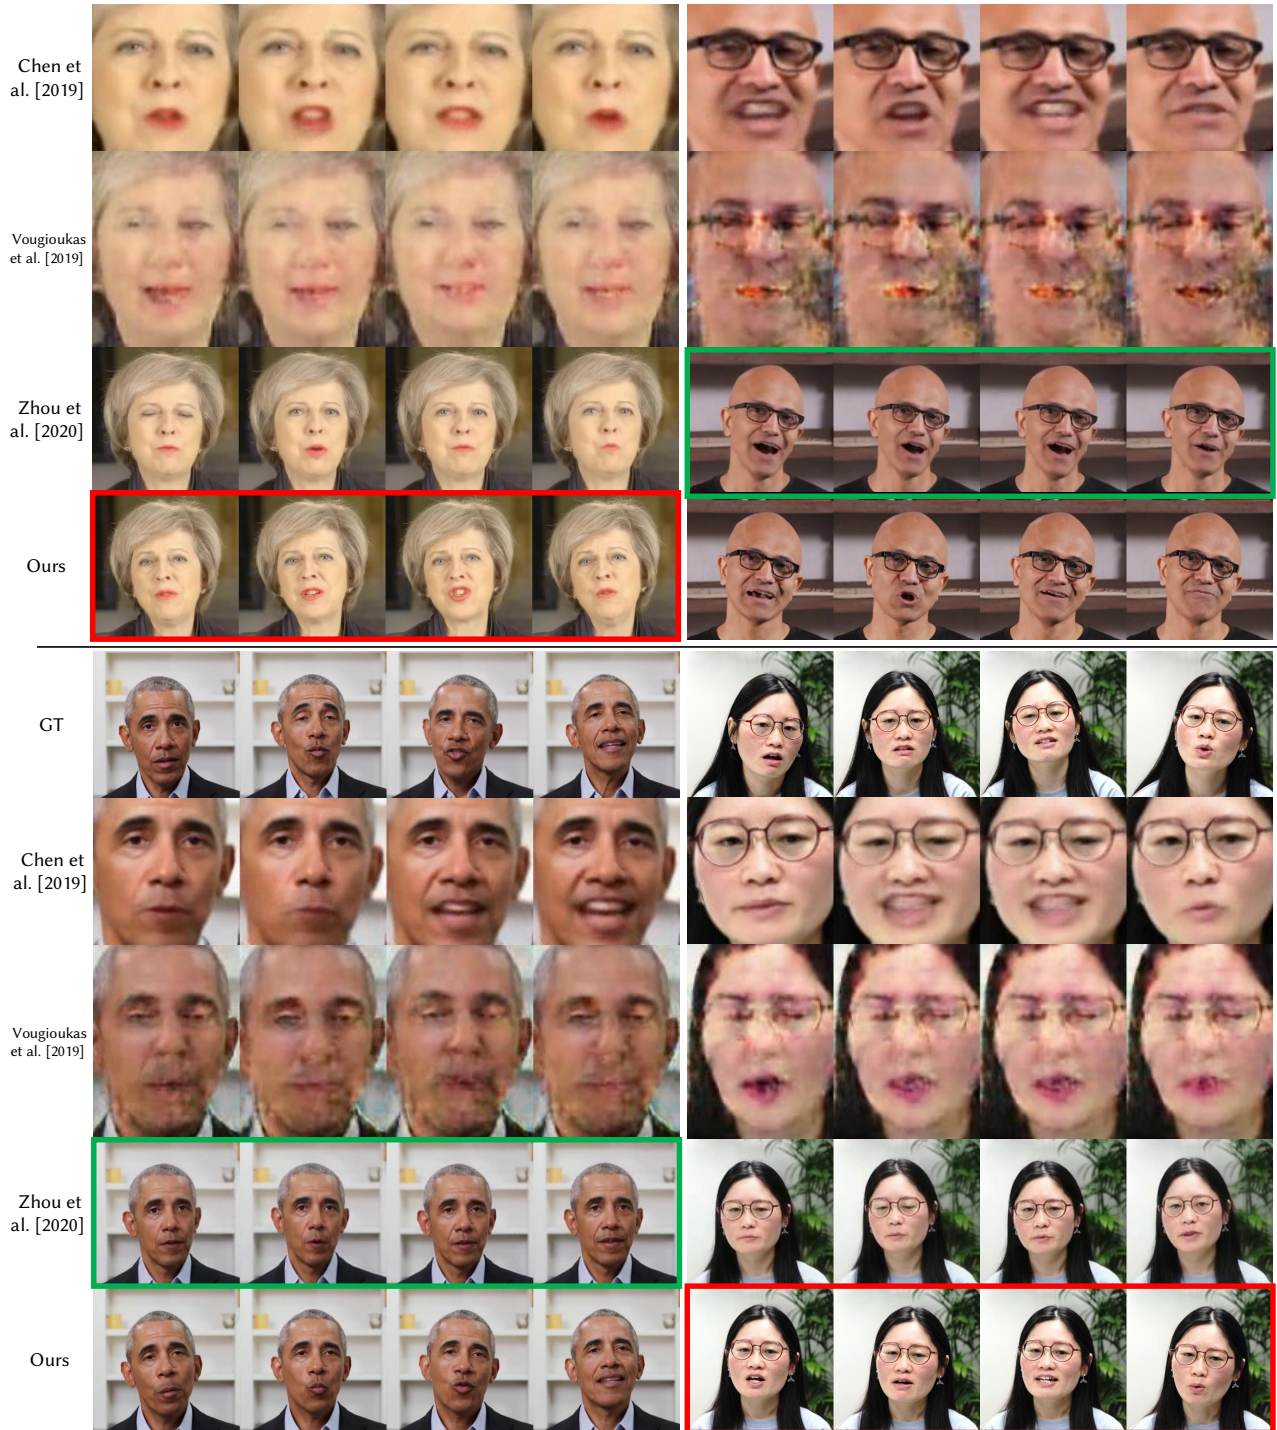 Chen et
al. [2019]
Vougioukas
et al. [2019]
Zhou et
al. [2020]
Ours
GT
Chen et
al. [2019]
Vougioukas
et al. [2019]
Zhou et
al. [2020]
Ours